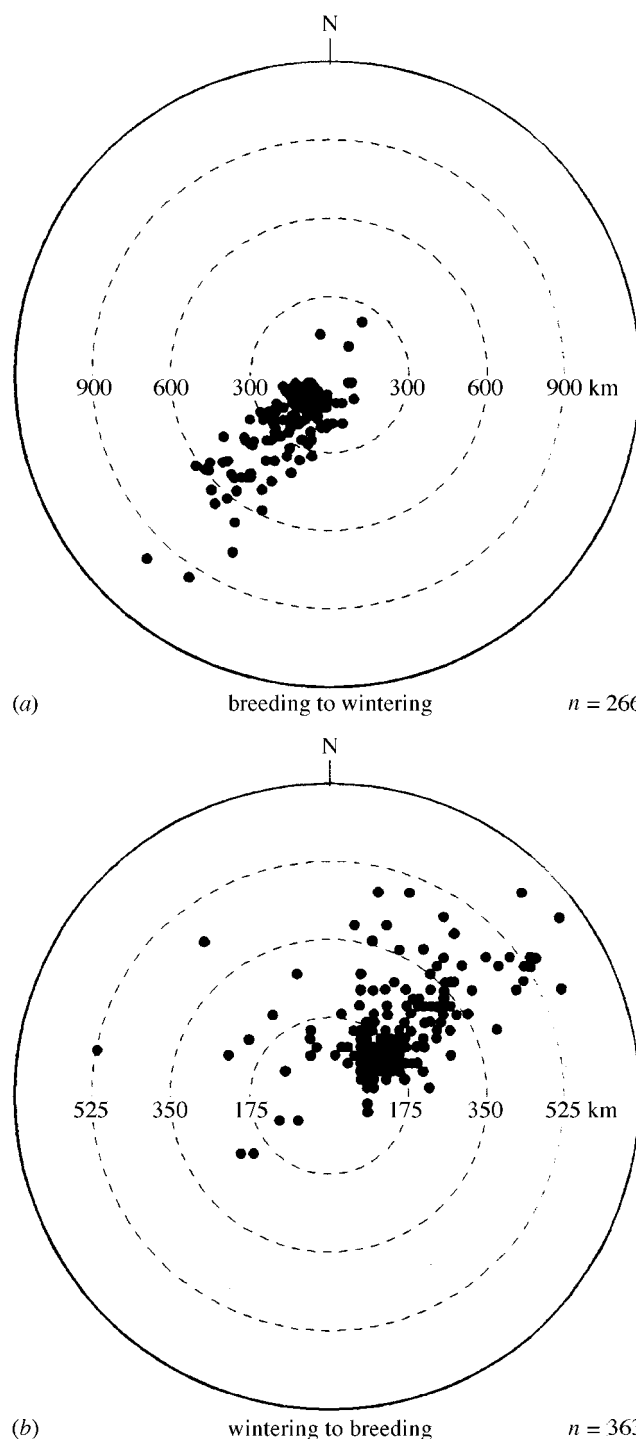 N
900 600 300 300 600 900 km
(a) breeding to wintering n = 266
N
525 350 175 175 350 525 km
(b) wintering to breeding n = 363